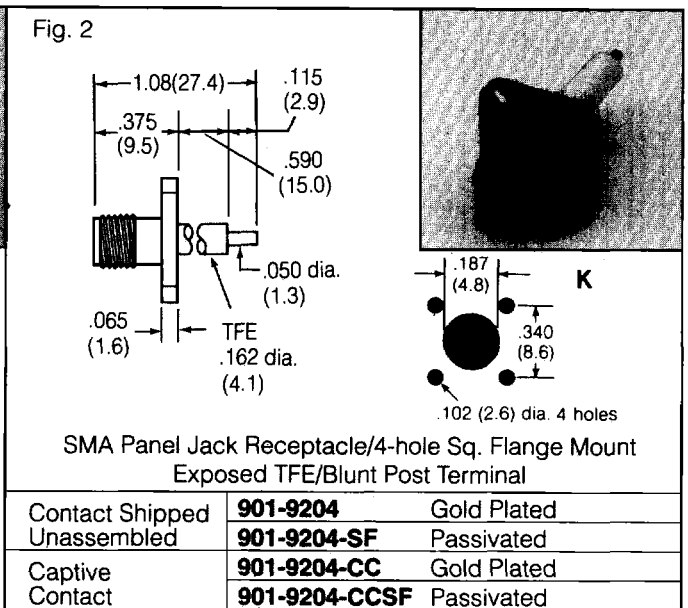 Fig. 2
1.08(27.4)
.115
(2.9)
.375
(9.5)
.590
(15.0)
.050 dia.
(1.3)
.065
(1.6)
TFE
.162 dia.
(4.1)
.187
(4.8)
K
.340
(8.6)
.102 (2.6) dia. 4 holes
SMA Panel Jack Receptacle/4-hole Sq. Flange Mount
Exposed TFE/Blunt Post Terminal
Contact Shipped
Unassembled
901-9204 Gold Plated
901-9204-SF Passivated
Captive
Contact
901-9204-CC Gold Plated
901-9204-CCSF Passivated